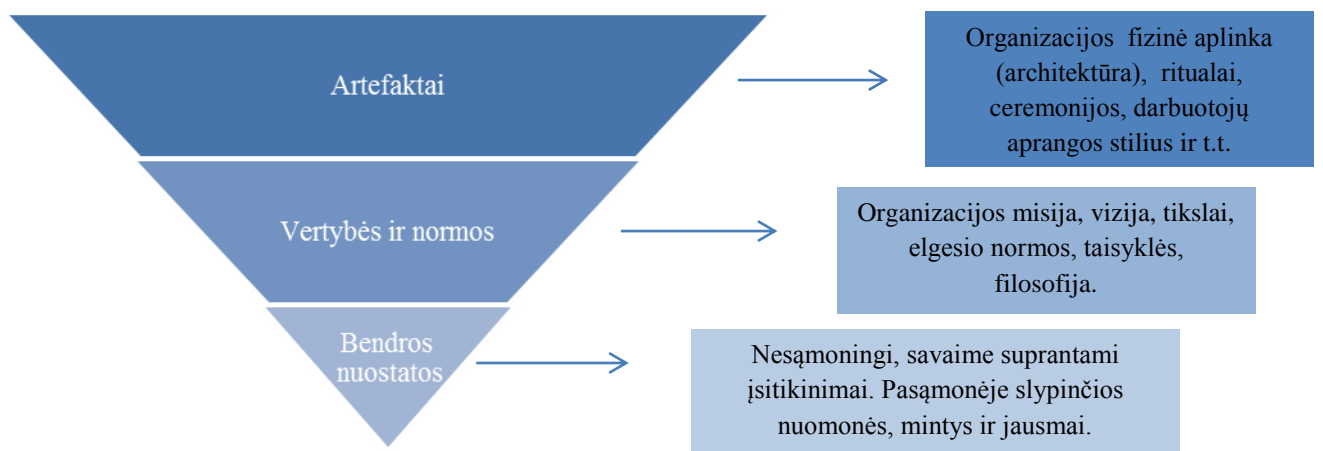 Artefaktai
Organizacijos fizinė aplinka
(architektūra), ritualai,
ceremonijos, darbuotojų
aprangos stilius ir t.t.
Vertybės ir normos
Organizacijos misija, vizija, tikslai,
elgesio normos, taisyklės,
filosofija.
Bendros
nuostatos
Nesąmoningi, savaime suprantami
įsitikinimai. Pasąmonėje slypinčios
nuomonės, mintys ir jausmai.